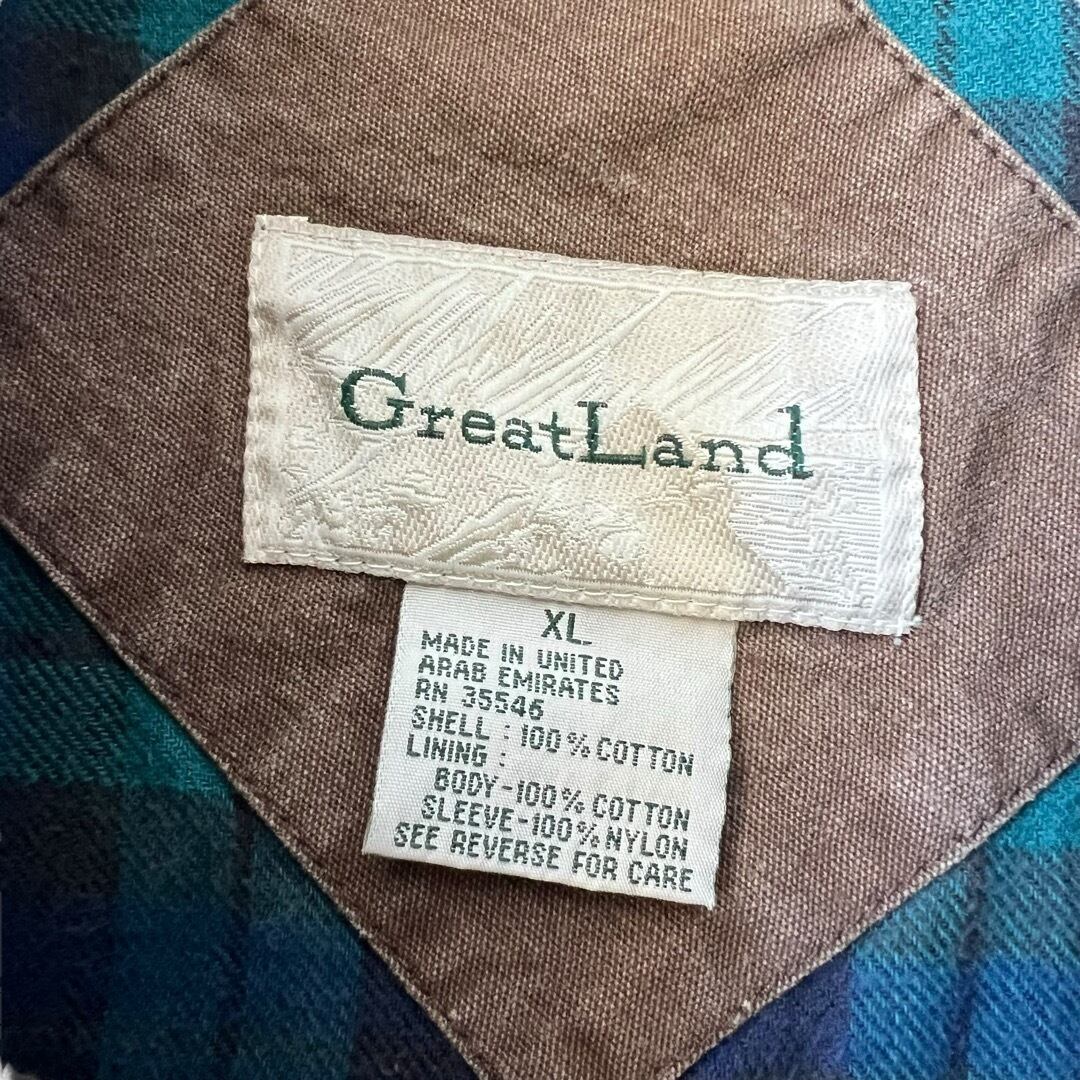 GreatLand
XL
MADE IN UNITED
ARAB EMIRATES
RN 35546
SHELL : 100% COTTON
LINING :
BODY-100% COTTON
SLEEVE-100% NYLON
SEE REVERSE FOR CARE